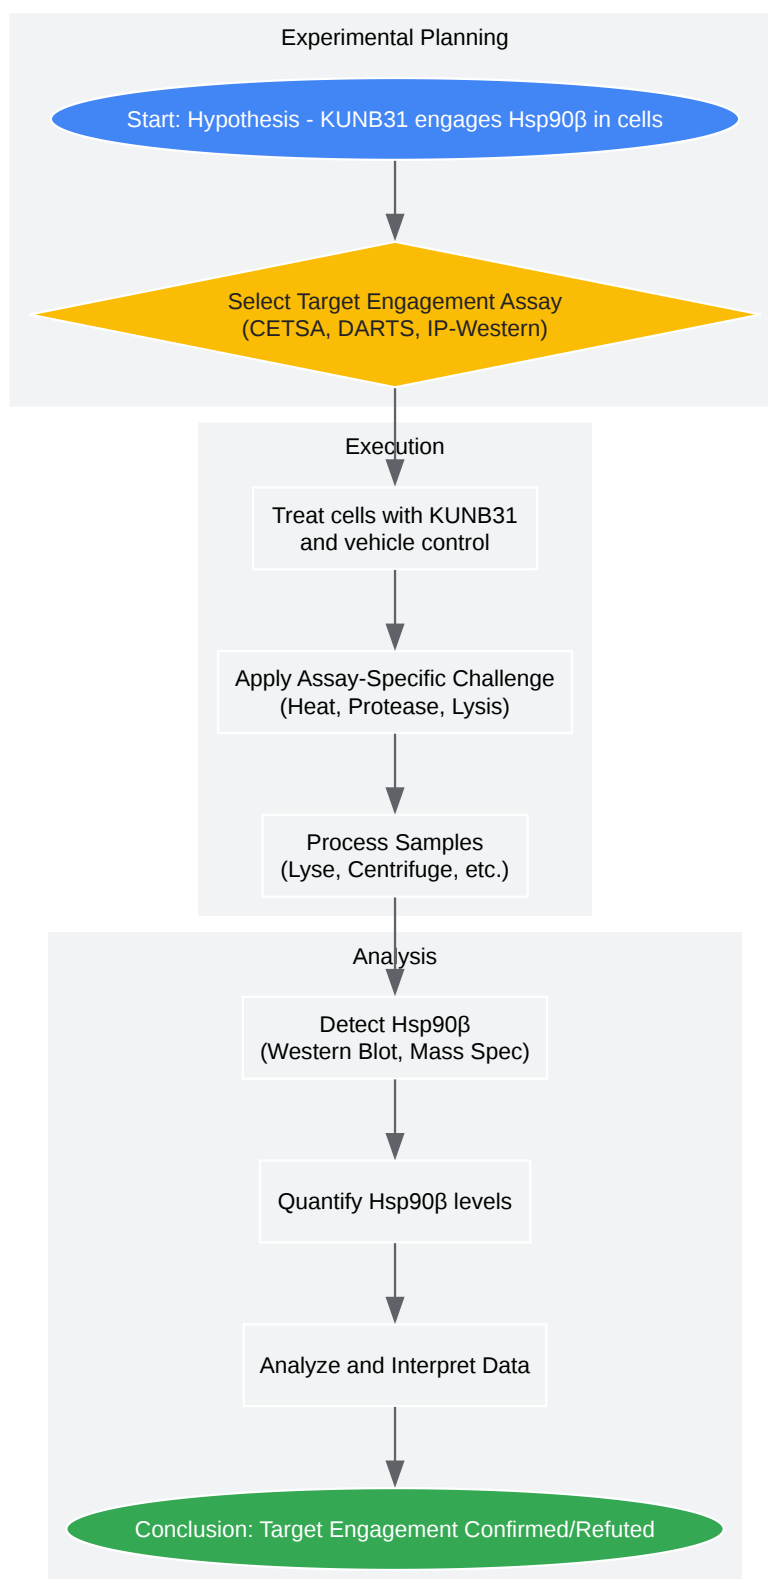 Experimental Planning
Start: Hypothesis - KUNB31 engages Hsp90β in cells
Select Target Engagement Assay
(CETSA, DARTS, IP-Western)
Execution
Treat cells with KUNB31
and vehicle control
Apply Assay-Specific Challenge
(Heat, Protease, Lysis)
Process Samples
(Lyse, Centrifuge, etc.)
Analysis
Detect Hsp90β
(Western Blot, Mass Spec)
Quantify Hsp90β levels
Analyze and Interpret Data
Conclusion: Target Engagement Confirmed/Refuted